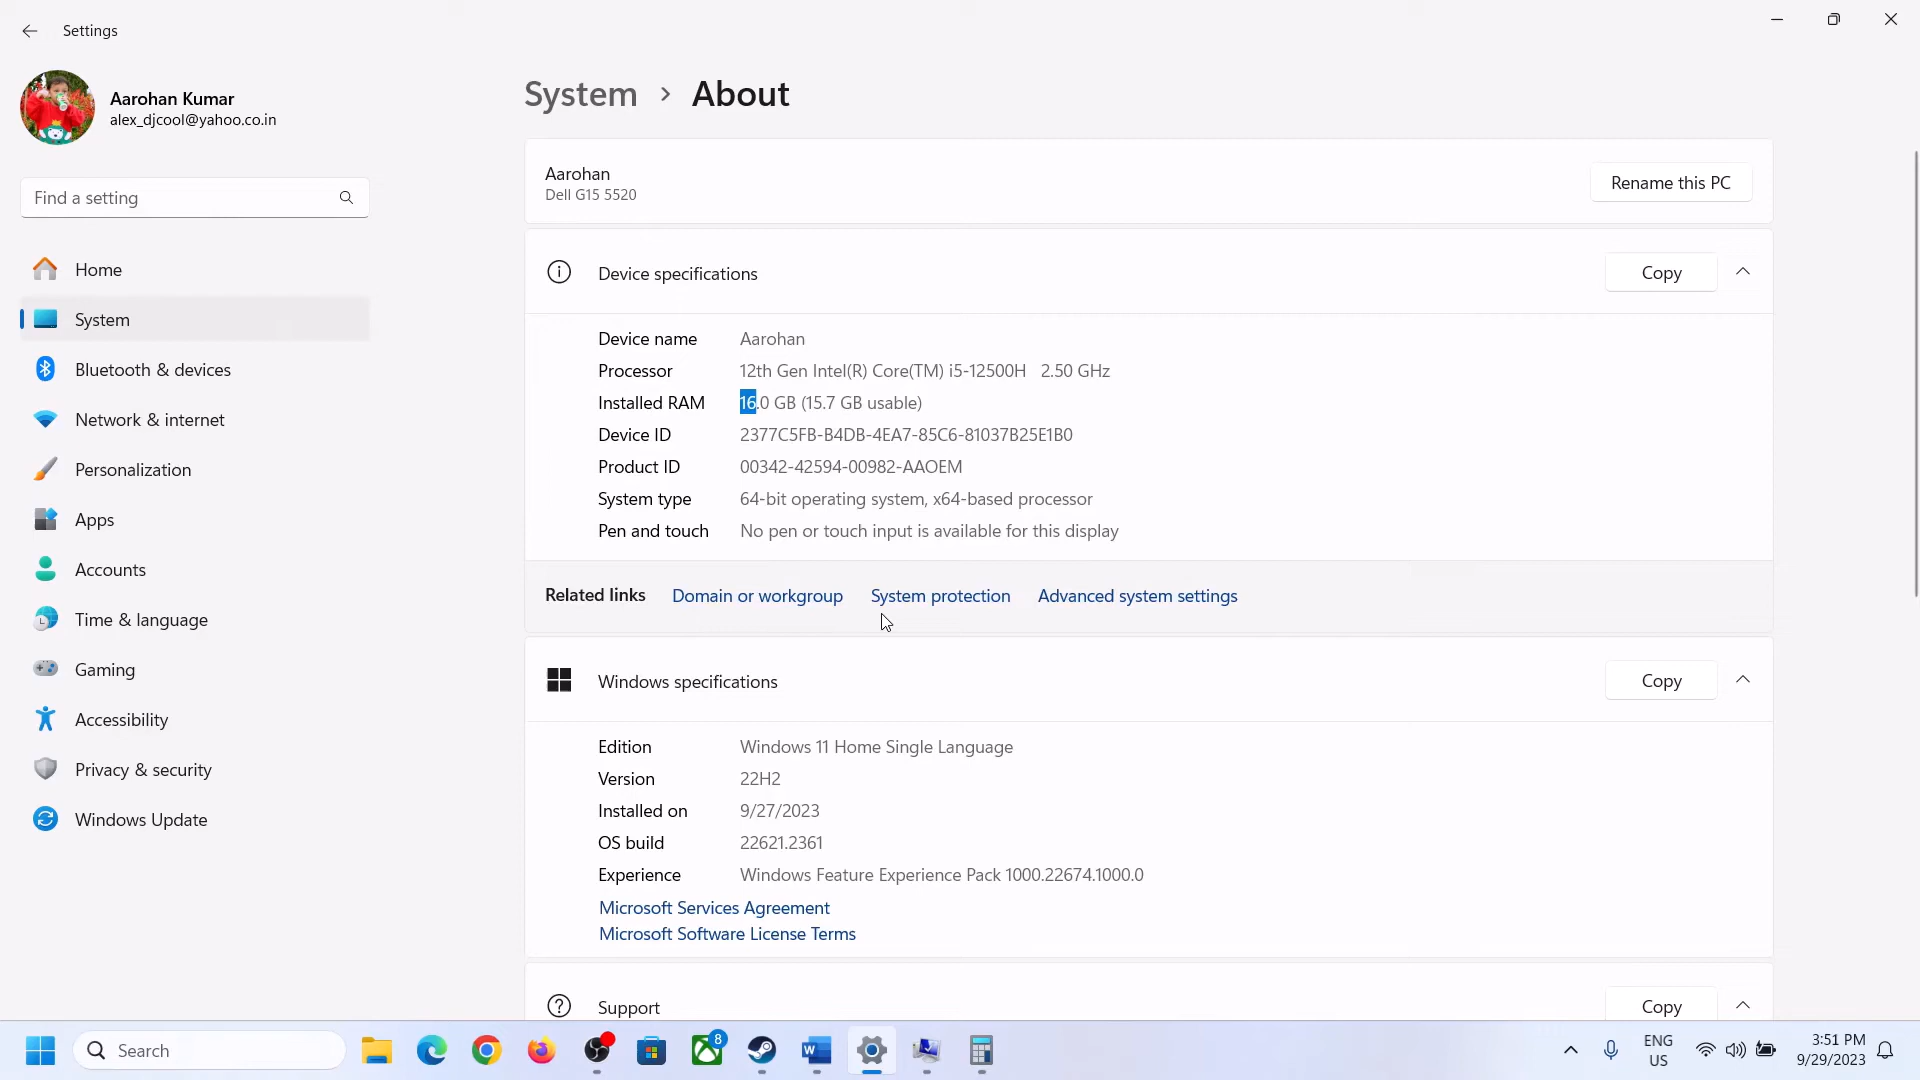 Settings
Aarohan Kumar
alex_djcool@yahoo.co.in
Find a setting
Home
System
Bluetooth & devices
Network & internet
Personalization
Apps
Accounts
Time & language
Gaming
Accessibility
Privacy & security
Windows Update
System > About
Aarohan
Dell G15 5520
Rename this PC
Device specifications
Copy
Device name Aarohan
Processor 12th Gen Intel(R) Core(TM) i5-12500H 2.50 GHz
Installed RAM 16.0 GB (15.7 GB usable)
Device ID 2377C5FB-B4DB-4EA7-85C6-81037B25E1B0
Product ID 00342-42594-00982-AAOEM
System type 64-bit operating system, x64-based processor
Pen and touch No pen or touch input is available for this display
Related links Domain or workgroup System protection Advanced system settings
Windows specifications
Copy
Edition Windows 11 Home Single Language
Version 22H2
Installed on 9/27/2023
OS build 22621.2361
Experience Windows Feature Experience Pack 1000.22674.1000.0
Microsoft Services Agreement
Microsoft Software License Terms
Support
Copy
Search
8
W
ENG
US
3:51 PM
9/29/2023